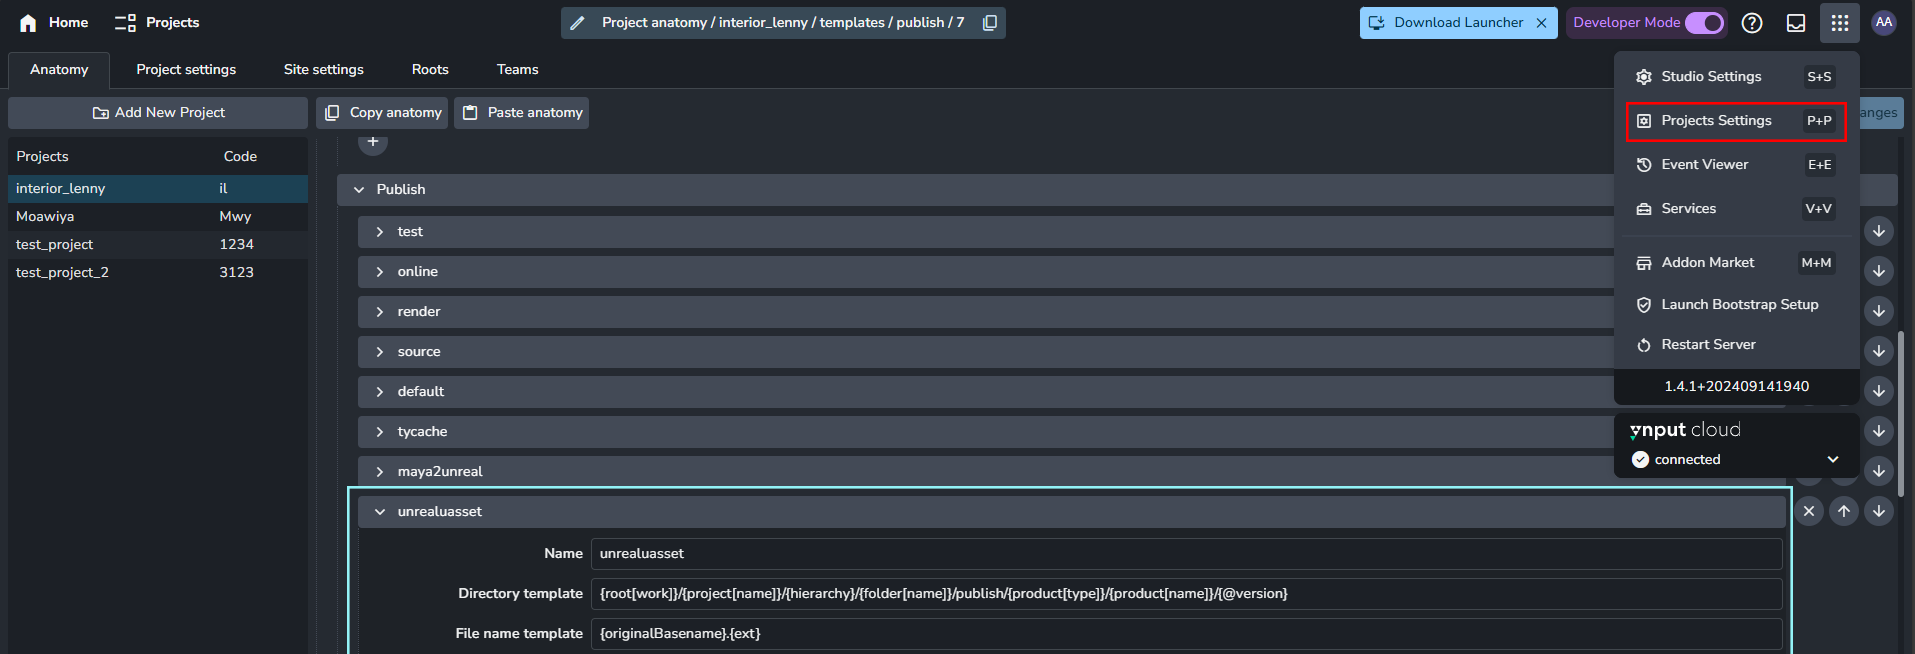 Home
Projects
Project anatomy / interior_lenny / templates / publish / 7
Download Launcher
Developer Mode
AA
Anatomy
Project settings
Site settings
Roots
Teams
Studio Settings S+S
Add New Project
Copy anatomy
Paste anatomy
Projects Settings P+P
anges
Projects Code
Event Viewer E+E
interior_lenny il
Publish
Moawiya Mwy
Services V+V
test
test_project 1234
online
Addon Market M+M
test_project_2 3123
render
Launch Bootstrap Setup
source
Restart Server
default
1.4.1+202409141940
tycache
ynput cloud
maya2unreal
connected
unrealuasset
Name unrealuasset
Directory template {root[work]}/{project[name]}/{hierarchy}/{folder[name]}/publish/{product[type]}/{product[name]}/{@version}
File name template {originalBasename}.{ext}